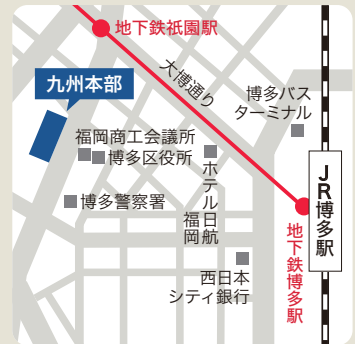 地下鉄祇園駅
九州本部
大博通り
博多バス
ターミナル
福岡商工会議所
博多区役所
博多警察署
ホテル日航
福岡
JR博多駅
地下鉄博多駅
西日本
シティ銀行